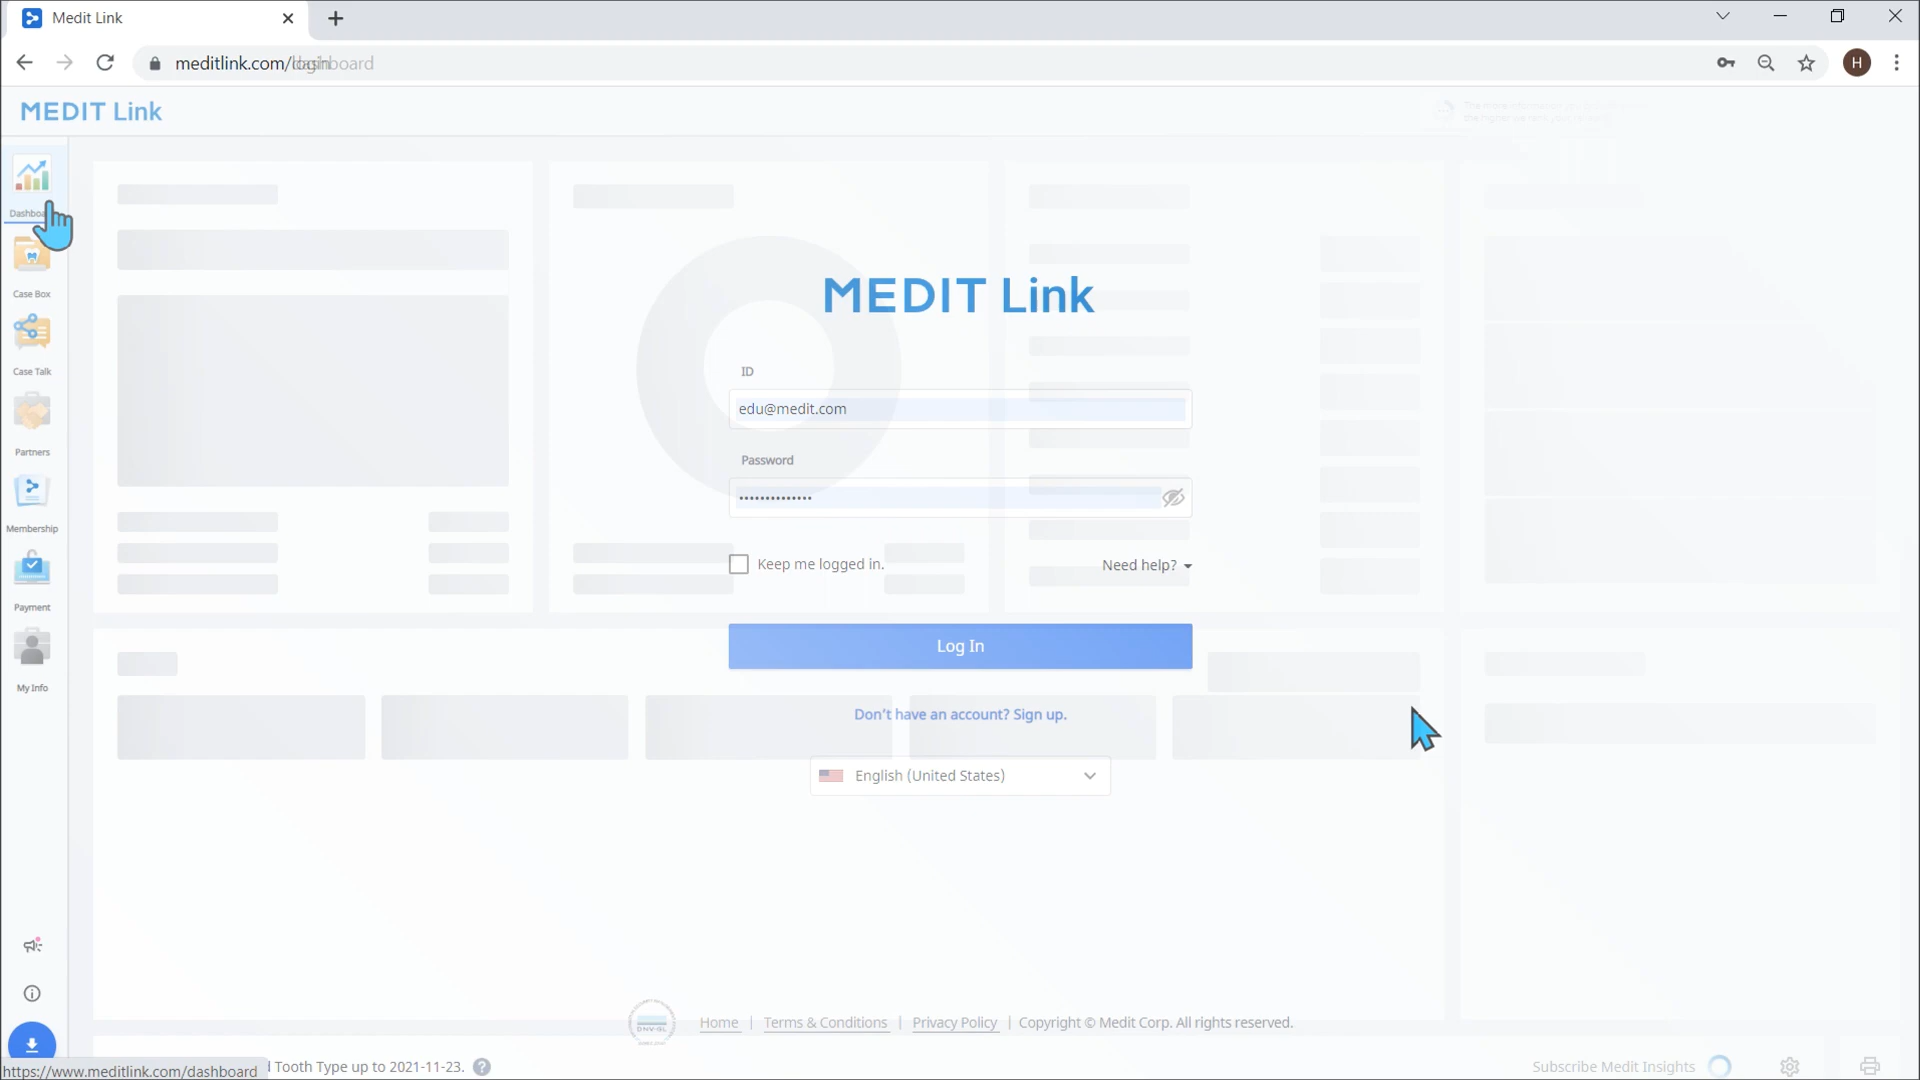 Medit Link
meditlink.com/
MEDIT Link
Dashboa
Case Box
Case Talk
Partners
Membership
Payment
My Info
MEDIT Link
ID
edu@medit.com
Password
Keep me logged in.
Need help?
Log In
Don't have an account? Sign up.
English (United States)
DNV-GL
Home | Terms & Conditions | Privacy Policy | Copyright © Medit Corp. All rights reserved.
https://www.meditlink.com/dashboard
Tooth Type up to 2021-11-23.
Subscribe Medit Insights
H